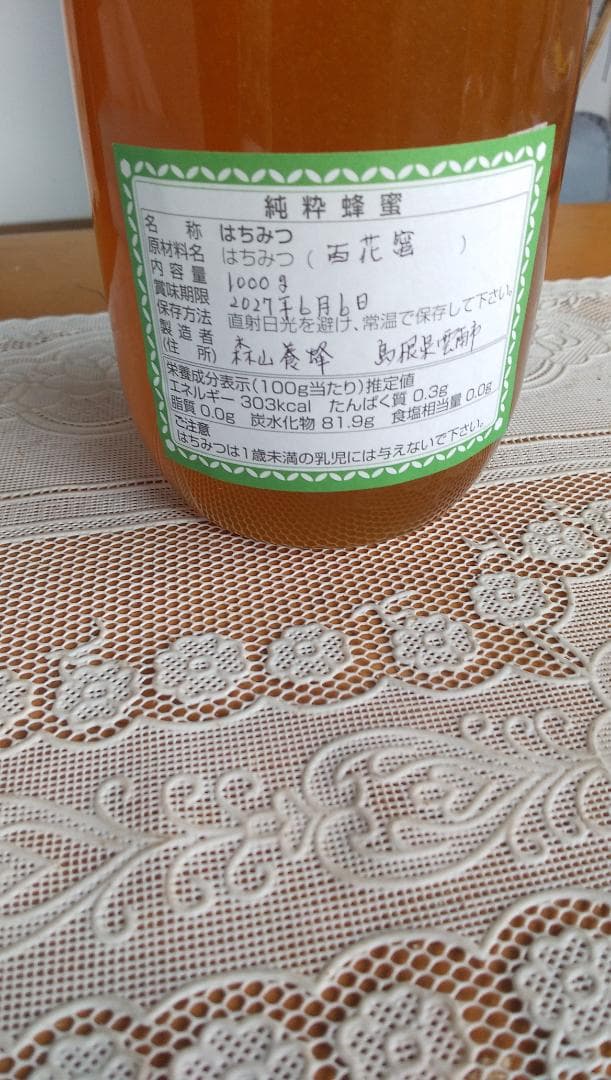 純粋蜂蜜
名称 はちみつ
原材料名 はちみつ(百花蜜)
内容量 1000g
賞味期限 2027年6月6日
保存方法 直射日光を避け、常温で保存して下さい。
製造者 森山養蜂 島根県雲南市
(住所)
栄養成分表示(100g当たり)推定値
エネルギー 303kcal たんぱく質 0.3g
脂質 0.0g 炭水化物 81.9g 食塩相当量 0.0g
ご注意
はちみつは1歳未満の乳児には与えないで下さい。